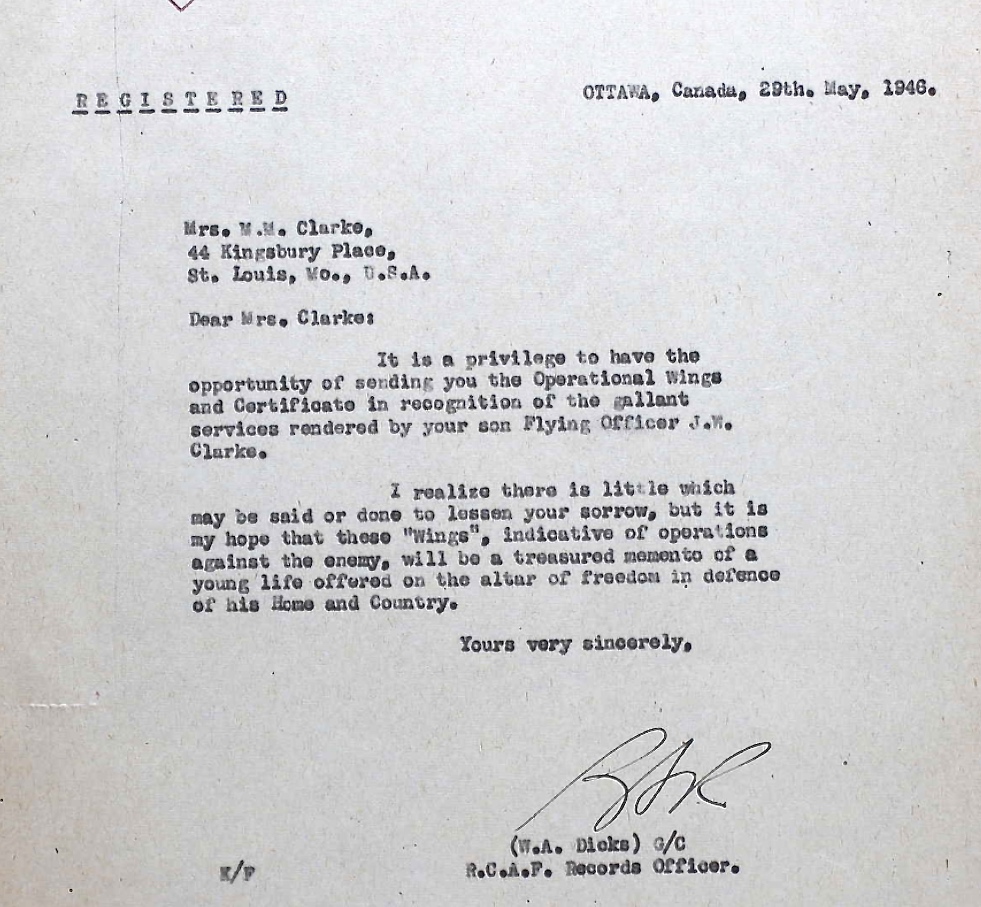 REGISTERED
OTTAWA, Canada, 29th. May, 1946.
Mrs. W.M. Clarke,
44 Kingsbury Place,
St. Louis, Mo., U.S.A.
Dear Mrs. Clarke:
It is a privilege to have the
opportunity of sending you the Operational Wings
and Certificate in recognition of the gallant
services rendered by your son Flying Officer J.W.
Clarke.
I realize there is little which
may be said or done to lessen your sorrow, but it is
my hope that these "Wings", indicative of operations
against the enemy, will be a treasured memento of a
young life offered on the altar of freedom in defence
of his Home and Country.
Yours very sincerely,
(W.A. Dicks) G/C
R.C.A.F. Records Officer.
K/F